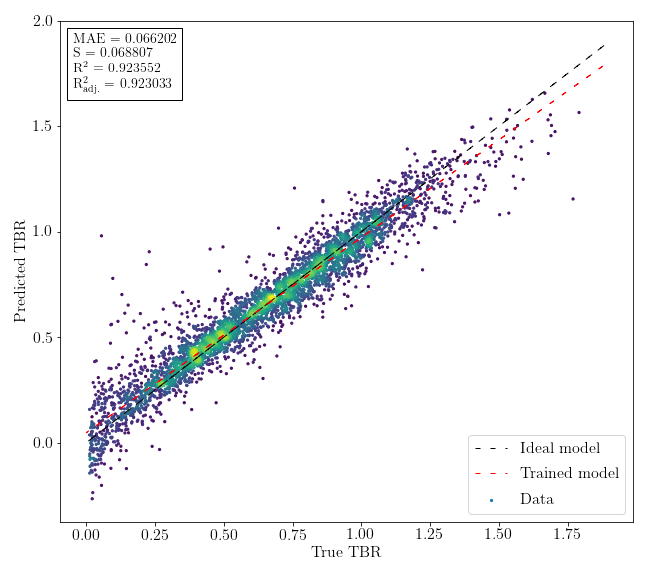 MAE = 0.066202
S = 0.068807
R² = 0.923552
R²adj. = 0.923033
2.0
1.5
1.0
0.5
0.0
Predicted TBR
Ideal model
Trained model
Data
0.00 0.25 0.50 0.75 1.00 1.25 1.50 1.75
True TBR